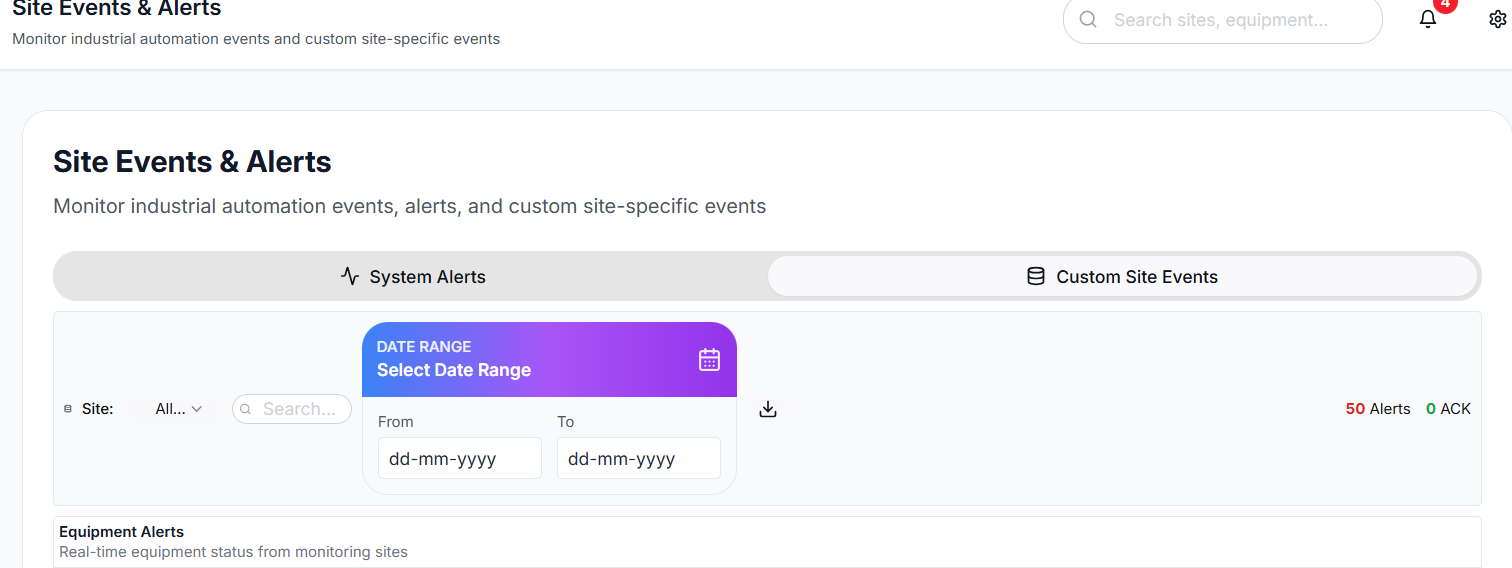 Site Events & Alerts
Monitor industrial automation events and custom site-specific events
Search sites, equipment...
4
Site Events & Alerts
Monitor industrial automation events, alerts, and custom site-specific events
System Alerts
Custom Site Events
Site:
All...
Search...
DATE RANGE
Select Date Range
From
To
dd-mm-yyyy
dd-mm-yyyy
50 Alerts
0 ACK
Equipment Alerts
Real-time equipment status from monitoring sites